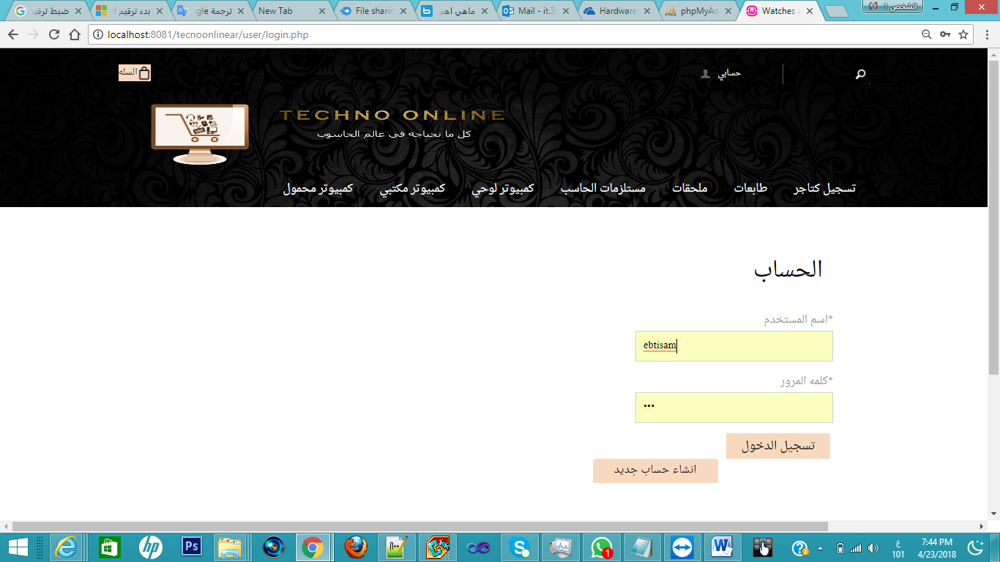 ضبط ترقيم
بدء ترقيم ال
ترجمة gle
New Tab
File sharin
ماهي اهم
Mail - it.3
Hardware
phpMyAd
Watches a
الشخص 1
localhost:8081/tecnoonlinear/user/login.php
السله
حسابي
TECHNO ONLINE
كل ما تحتاجه في عالم الحاسوب
تسجيل كتاجر طابعات ملحقات مستلزمات الحاسب كمبيوتر لوحي كمبيوتر مكتبي كمبيوتر محمول
الحساب
*اسم المستخدم
ebtisam
*كلمه المرور
•••
تسجيل الدخول
انشاء حساب جديد
1
ع
101
7:44 PM
4/23/2018